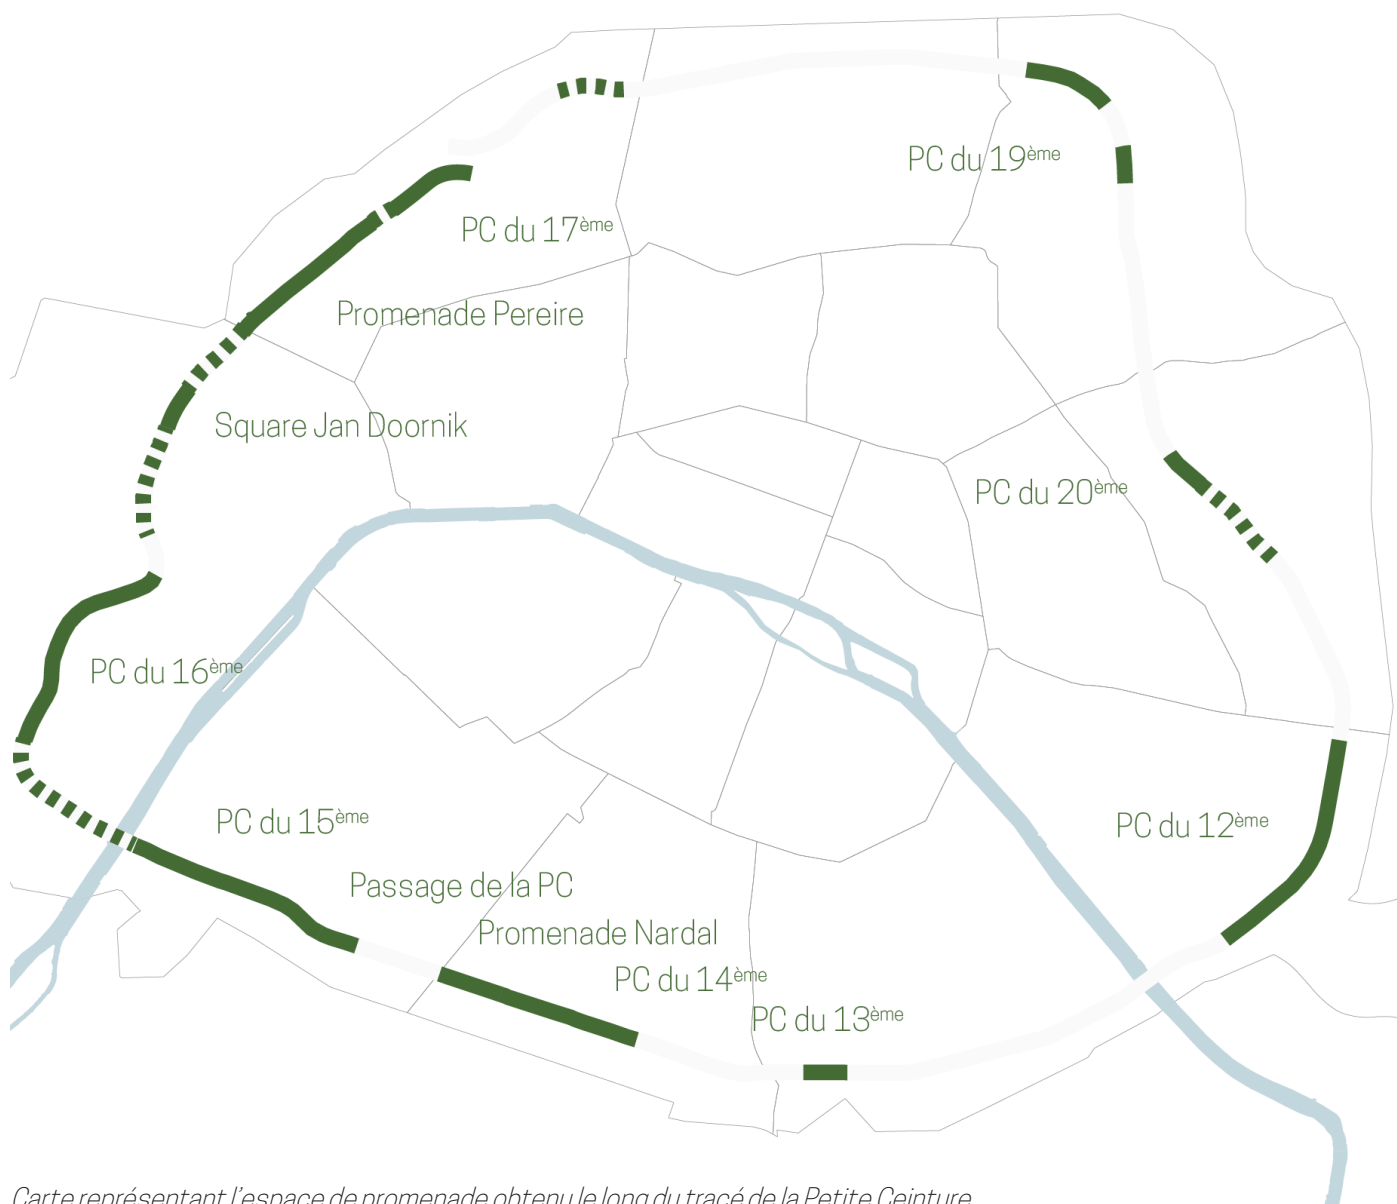 PC du 19ème
PC du 17ème
Promenade Pereire
Square Jan Doornik
PC du 20ème
PC du 16ème
PC du 15ème
PC du 12ème
Passage de la PC
Promenade Nardal
PC du 14ème
PC du 13ème
Carte représentant l'espace de promenade obtenu le long du tracé de la Petite Ceinture